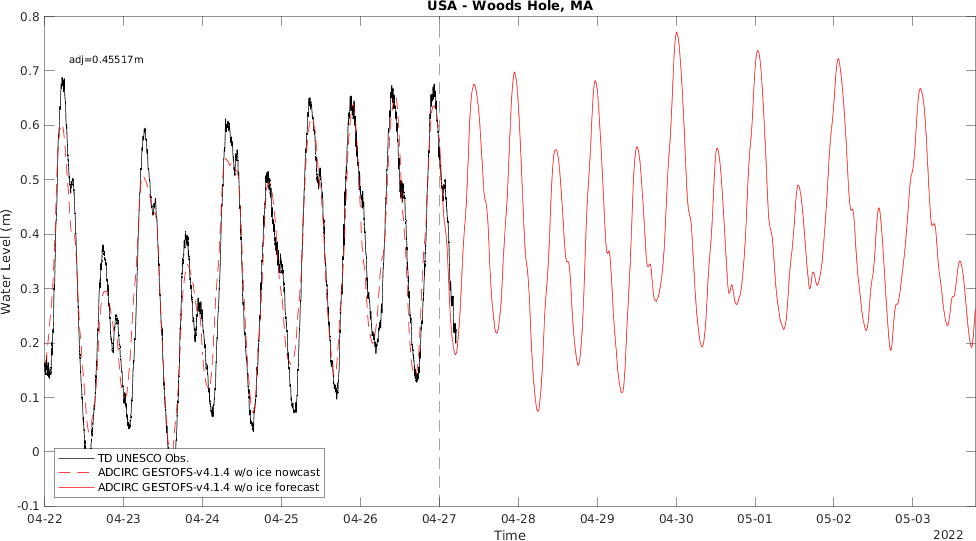 USA - Woods Hole, MA
0.8
adj=0.45517m
0.7
0.6
0.5
0.4
0.3
0.2
0.1
0
-0.1
Water Level (m)
TD UNESCO Obs.
ADCIRC GESTOFS-v4.1.4 w/o ice nowcast
ADCIRC GESTOFS-v4.1.4 w/o ice forecast
04-22 04-23 04-24 04-25 04-26 04-27 04-28 04-29 04-30 05-01 05-02 05-03
Time
2022